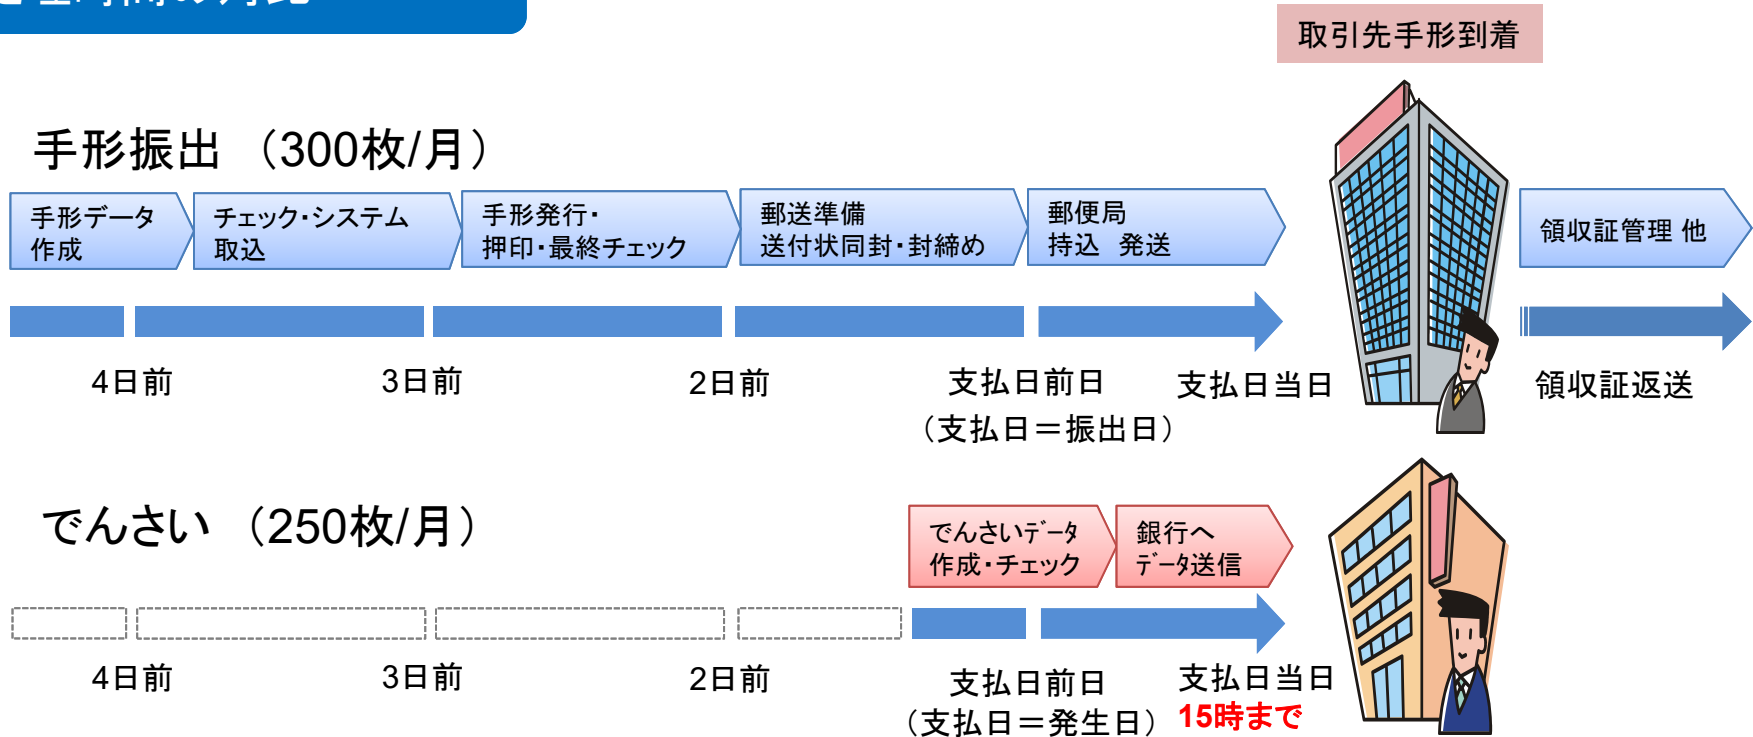 取引先手形到着
手形振出 （300枚/月）
手形データ
作成
チェック・システム
取込
手形発行・
押印・最終チェック
郵送準備
送付状同封・封締め
郵便局
持込 発送
領収証管理 他
4日前
3日前
2日前
支払日前日
（支払日＝振出日）
支払日当日
領収証返送
でんさい （250枚/月）
でんさいﾃﾞｰﾀ
作成・チェック
銀行へ
ﾃﾞｰﾀ送信
4日前
3日前
2日前
支払日前日
（支払日＝発生日）
支払日当日
15時まで